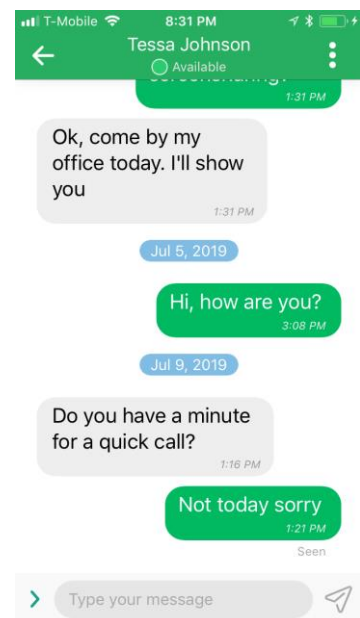 T-Mobile 8:31 PM
Tessa Johnson
Available
1:31 PM
Ok, come by my
office today. I'll show
you
1:31 PM
Jul 5, 2019
Hi, how are you?
3:08 PM
Jul 9, 2019
Do you have a minute
for a quick call?
1:16 PM
Not today sorry
1:21 PM
Seen
Type your message